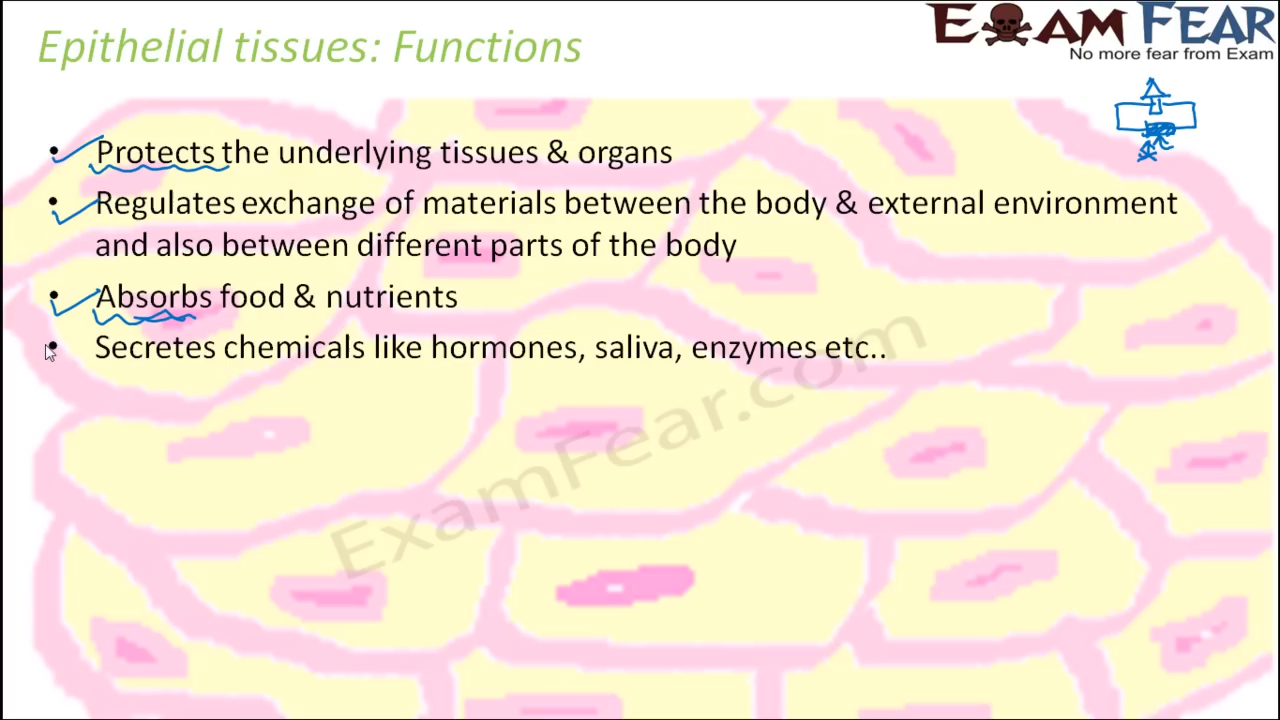 Epithelial tissues: Functions
EXAM FEAR
No more fear from Exam
• Protects the underlying tissues & organs
• Regulates exchange of materials between the body & external environment
and also between different parts of the body
• Absorbs food & nutrients
• Secretes chemicals like hormones, saliva, enzymes etc..
ExamFear.com